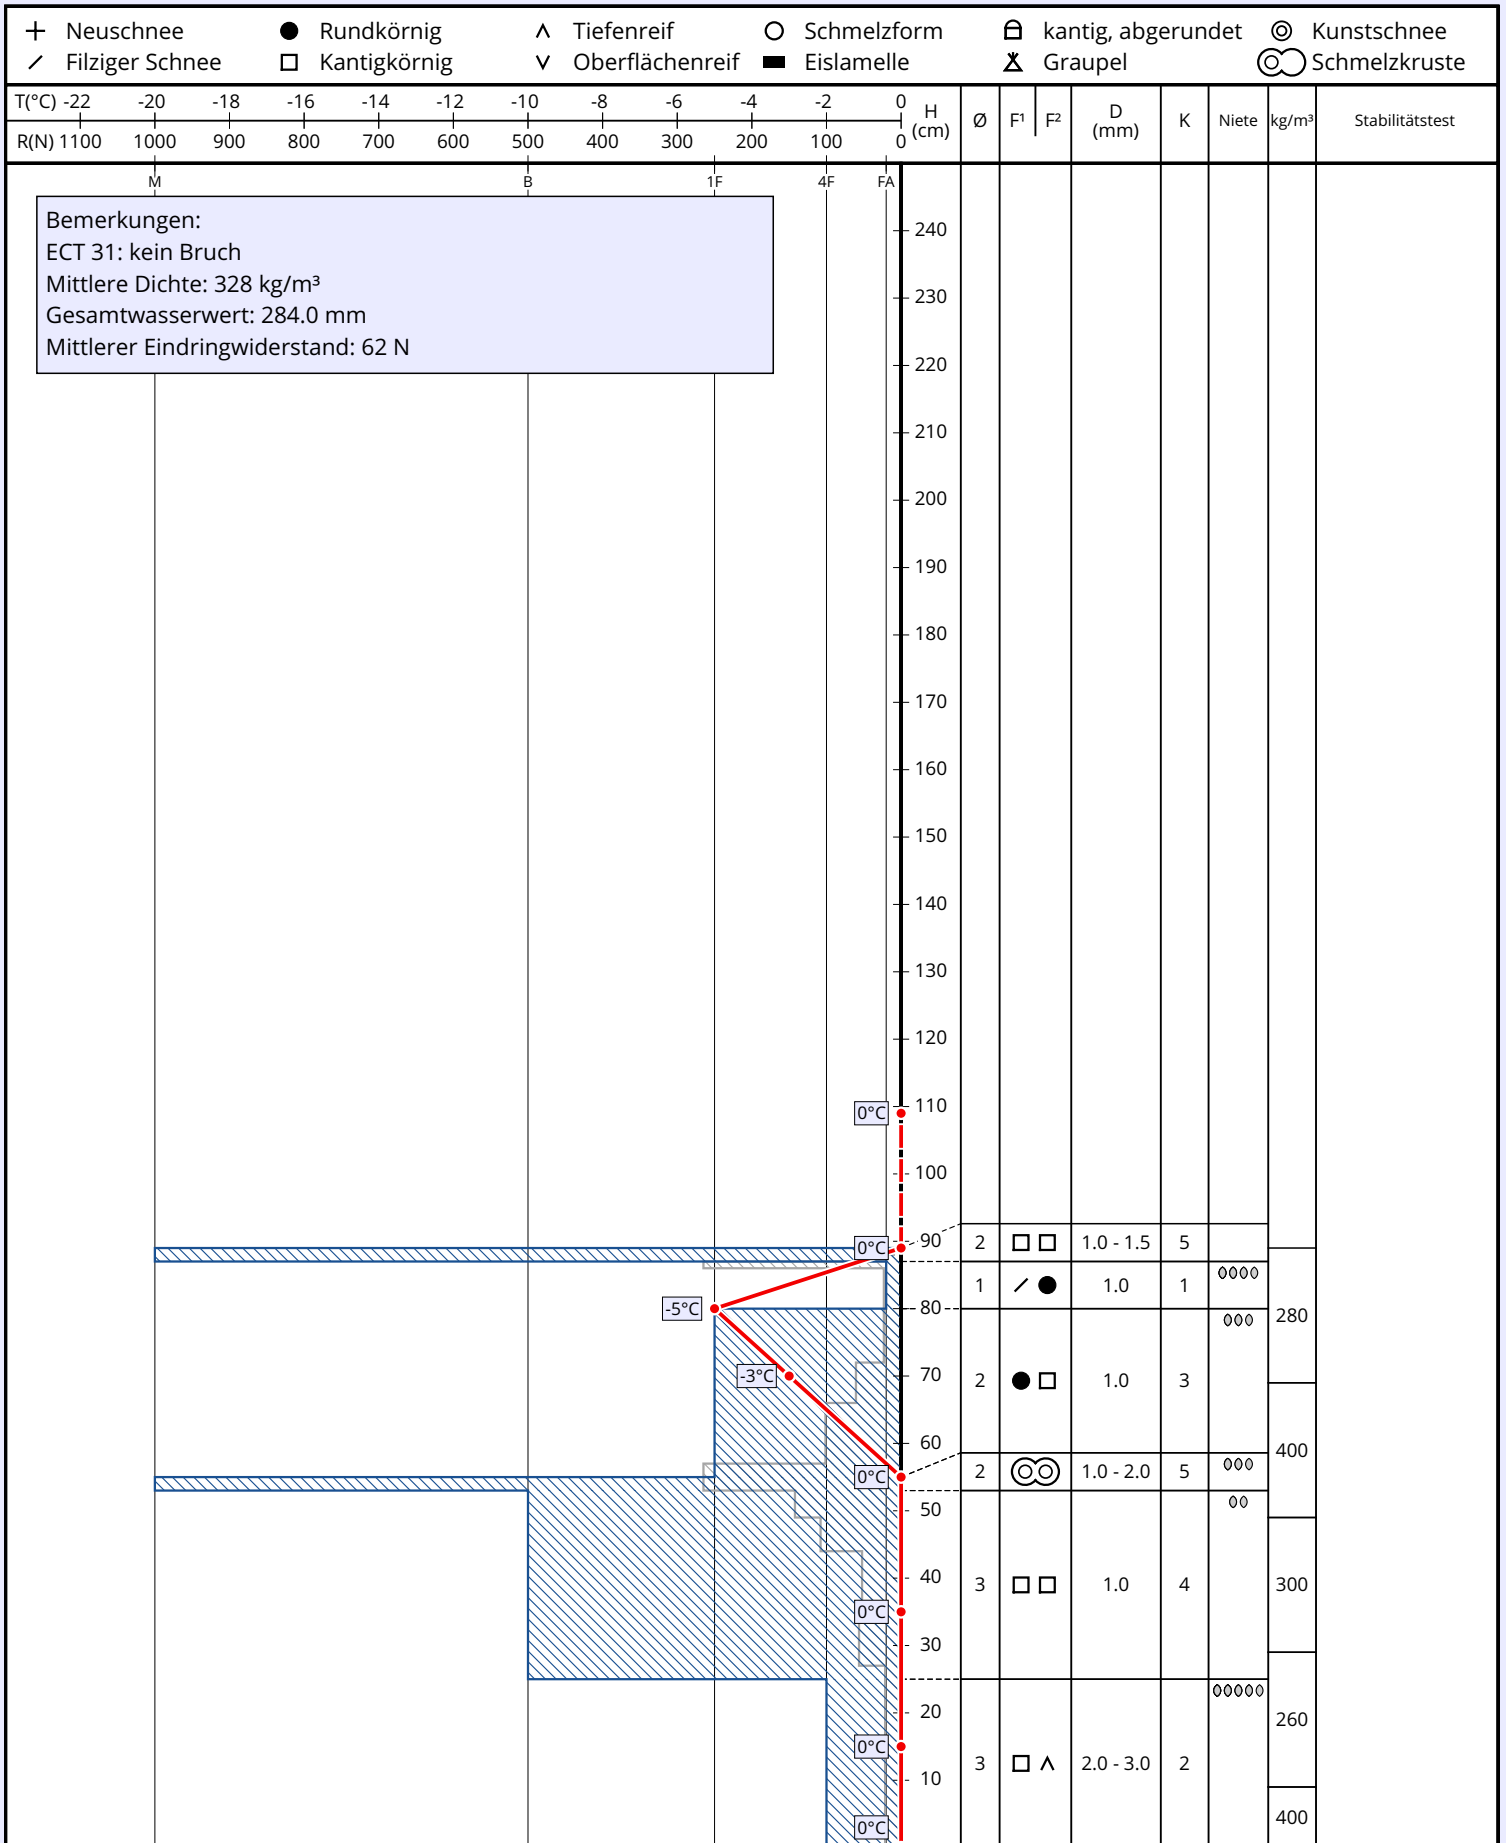 Neuschnee Rundkörnig Tiefenreif Schmelzform kantig, abgerundet Kunstschnee
Filziger Schnee Kantigkörnig Oberflächenreif Eislamelle Graupel Schmelzkruste
T(°C) -22 -20 -18 -16 -14 -12 -10 -8 -6 -4 -2 0
R(N) 1100 1000 900 800 700 600 500 400 300 200 100 0
H (cm) Ø F¹ F² D (mm) K Niete kg/m³ Stabilitätstest
M B 1F 4F FA
Bemerkungen:
ECT 31: kein Bruch
Mittlere Dichte: 328 kg/m³
Gesamtwasserwert: 284.0 mm
Mittlerer Eindringwiderstand: 62 N
240
230
220
210
200
190
180
170
160
150
140
130
120
110
0°C
100
0°C 90 2 1.0 - 1.5 5
1 1.0 1
-5°C 80 280
-3°C 70 2 1.0 3
60 400
0°C 2 1.0 - 2.0 5
50
40 3 1.0 4 300
0°C
30
20 260
0°C
10 3 2.0 - 3.0 2
400
0°C